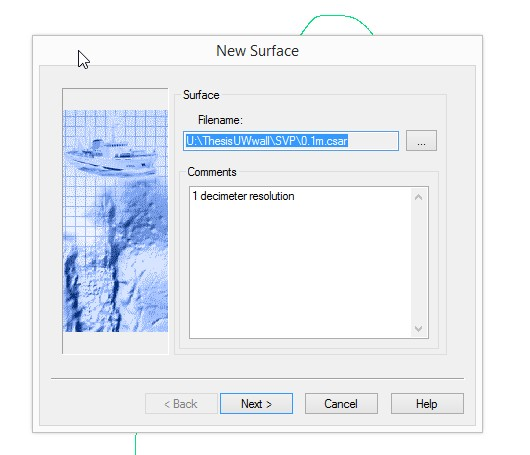 New Surface
Surface
Filename:
U:\ThesisUWwall\SVP\0.1m.csar
...
Comments
1 decimeter resolution
< Back
Next >
Cancel
Help